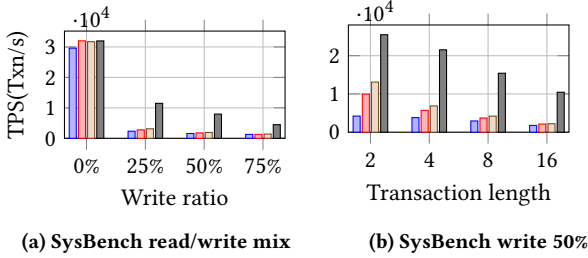 ·10⁴
3
2
1
0
TPS(Txn/s)
0% 25% 50% 75%
Write ratio
(a) SysBench read/write mix
·10⁴
2
1
0
2 4 8 16
Transaction length
(b) SysBench write 50%